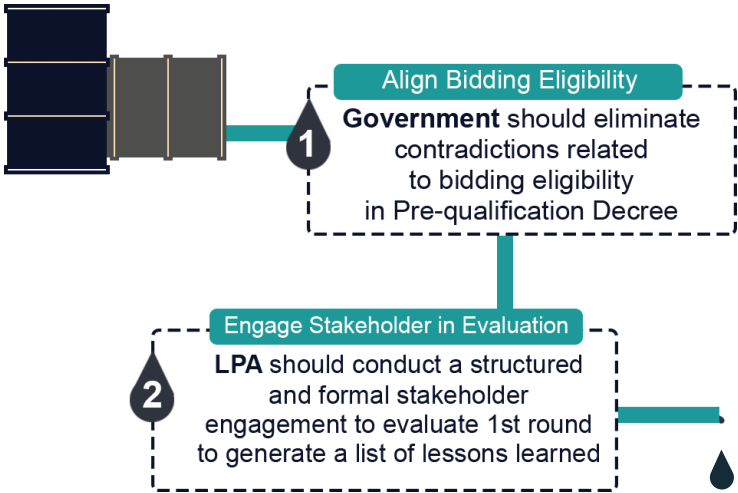 Align Bidding Eligibility
1
Government should eliminate
contradictions related
to bidding eligibility
in Pre-qualification Decree
Engage Stakeholder in Evaluation
2
LPA should conduct a structured
and formal stakeholder
engagement to evaluate 1st round
to generate a list of lessons learned